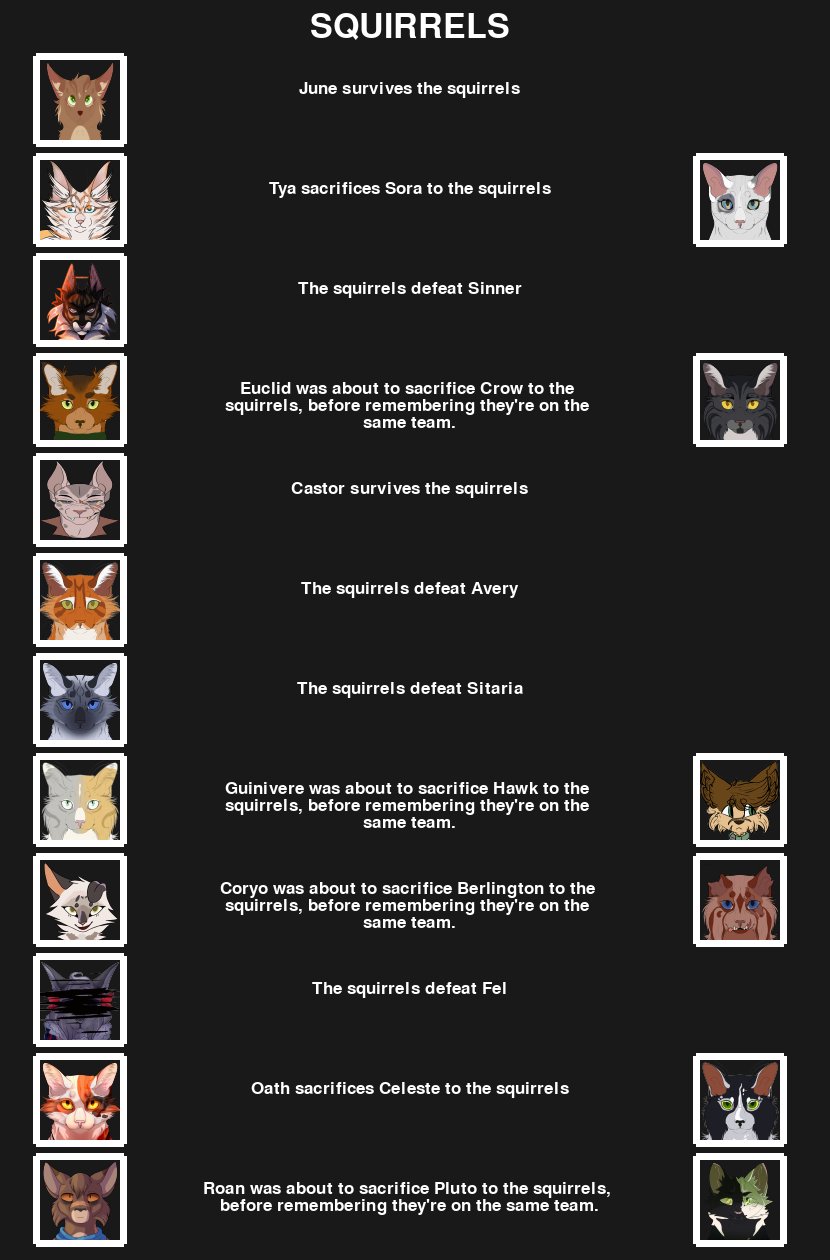 SQUIRRELS
June survives the squirrels
Tya sacrifices Sora to the squirrels
The squirrels defeat Sinner
Euclid was about to sacrifice Crow to the
squirrels, before remembering they're on the
same team.
Castor survives the squirrels
The squirrels defeat Avery
The squirrels defeat Sitaria
Guinivere was about to sacrifice Hawk to the
squirrels, before remembering they're on the
same team.
Coryo was about to sacrifice Berlington to the
squirrels, before remembering they're on the
same team.
The squirrels defeat Fel
Oath sacrifices Celeste to the squirrels
Roan was about to sacrifice Pluto to the squirrels,
before remembering they're on the same team.